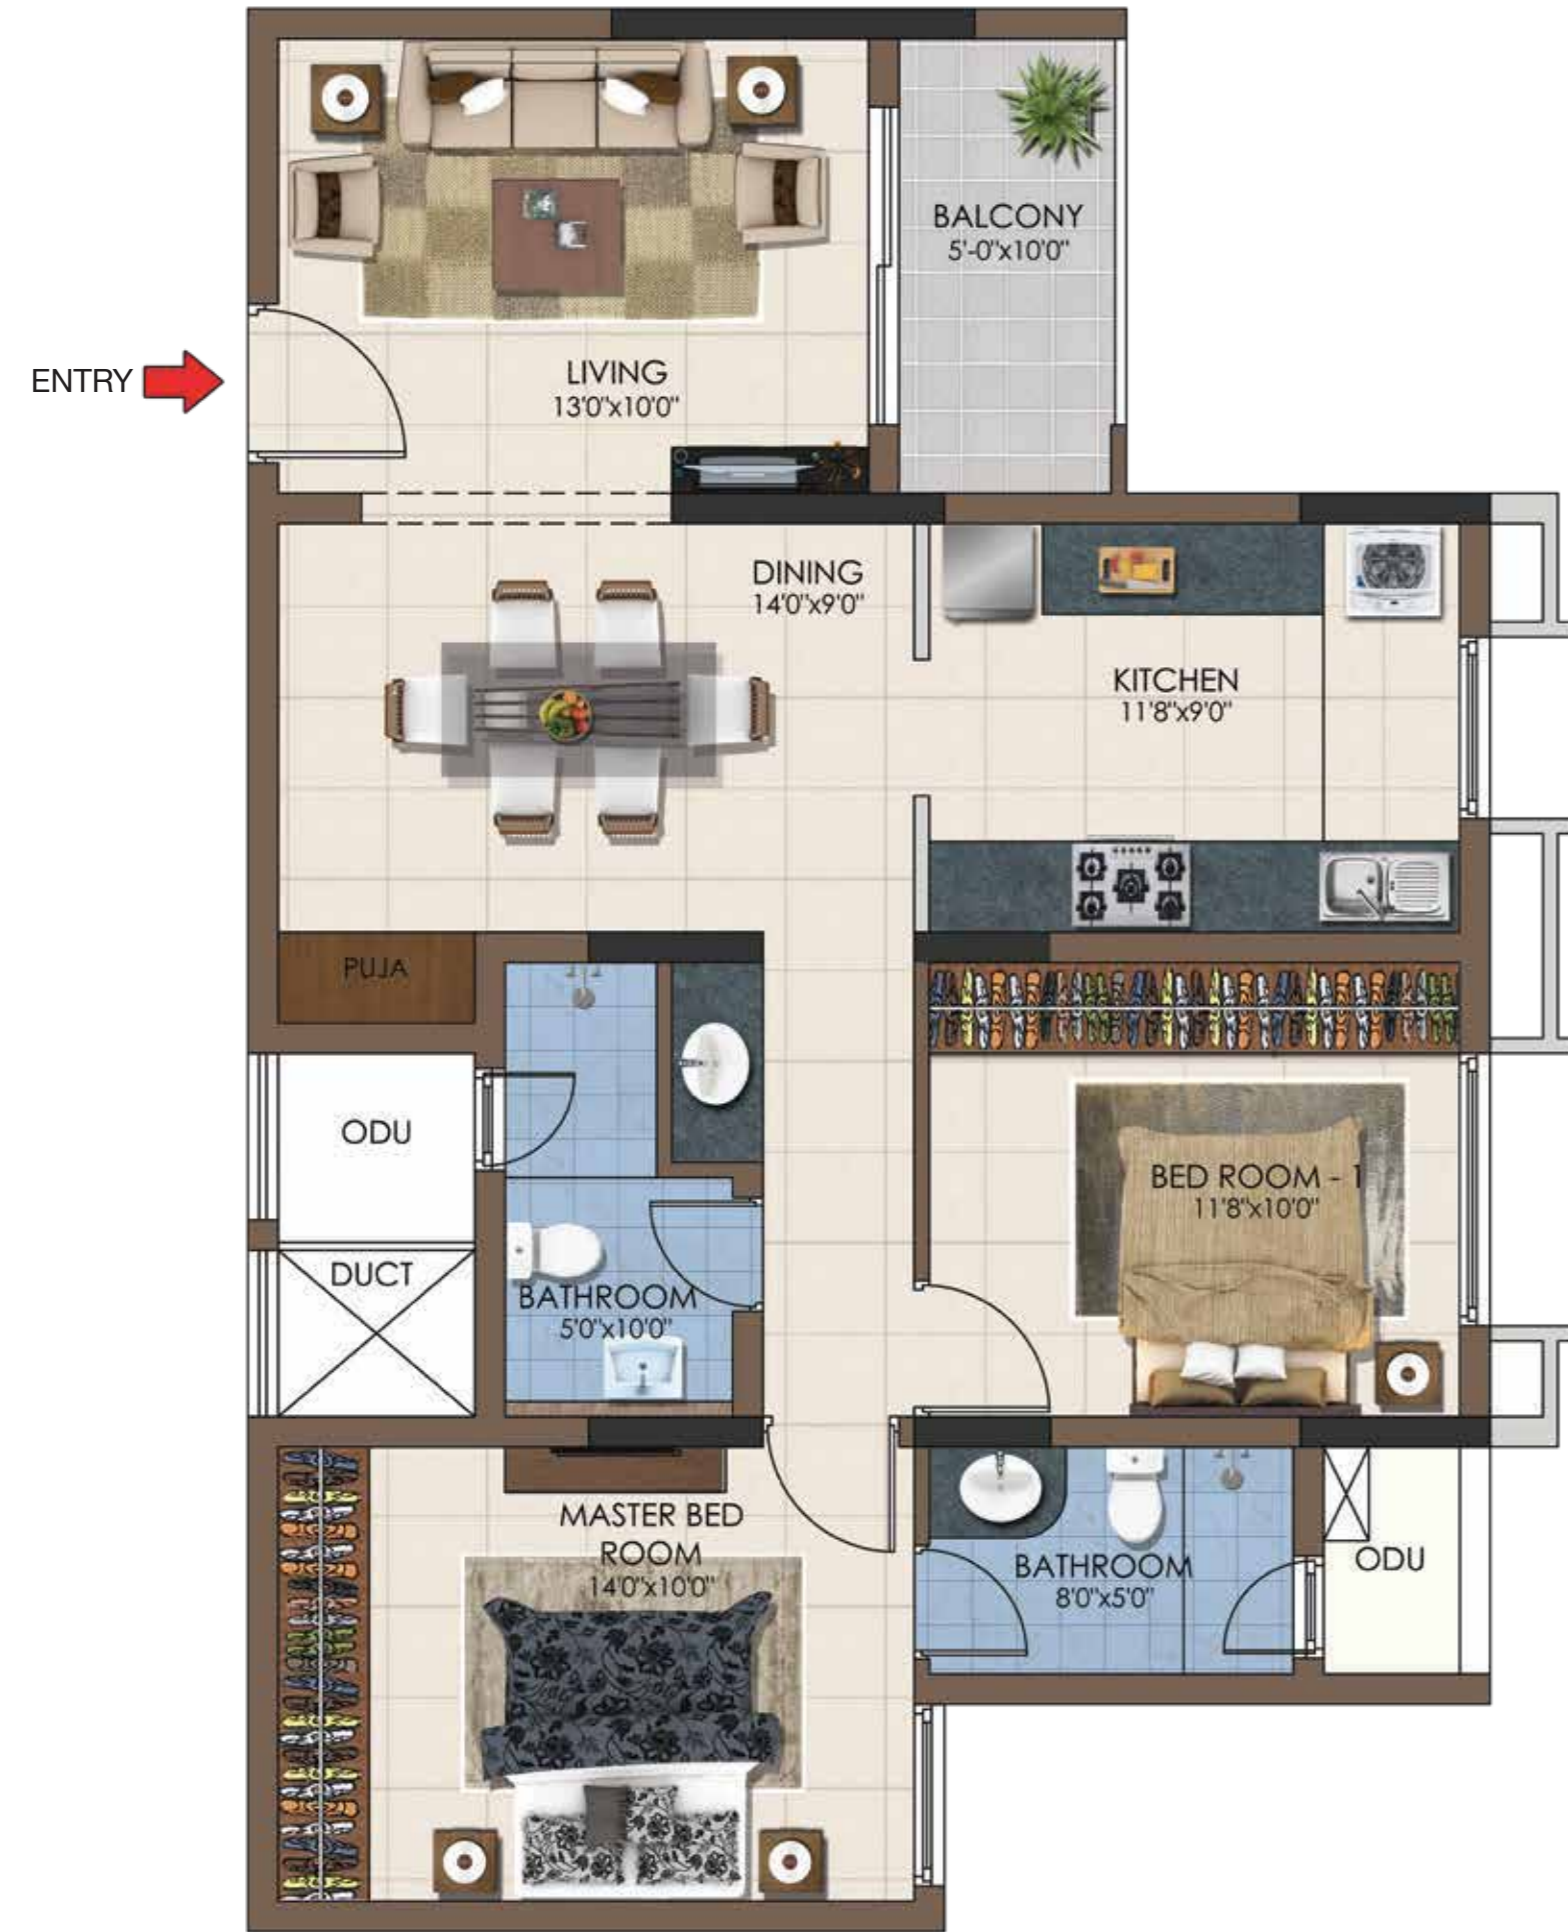 BALCONY
5'-0"x10'0"
ENTRY
LIVING
13'0"x10'0"
DINING
14'0"x9'0"
KITCHEN
11'8"x9'0"
PUJA
ODU
BED ROOM - 1
11'8"x10'0"
DUCT
BATHROOM
5'0"x10'0"
MASTER BED
ROOM
14'0"x10'0"
BATHROOM
8'0"x5'0"
ODU